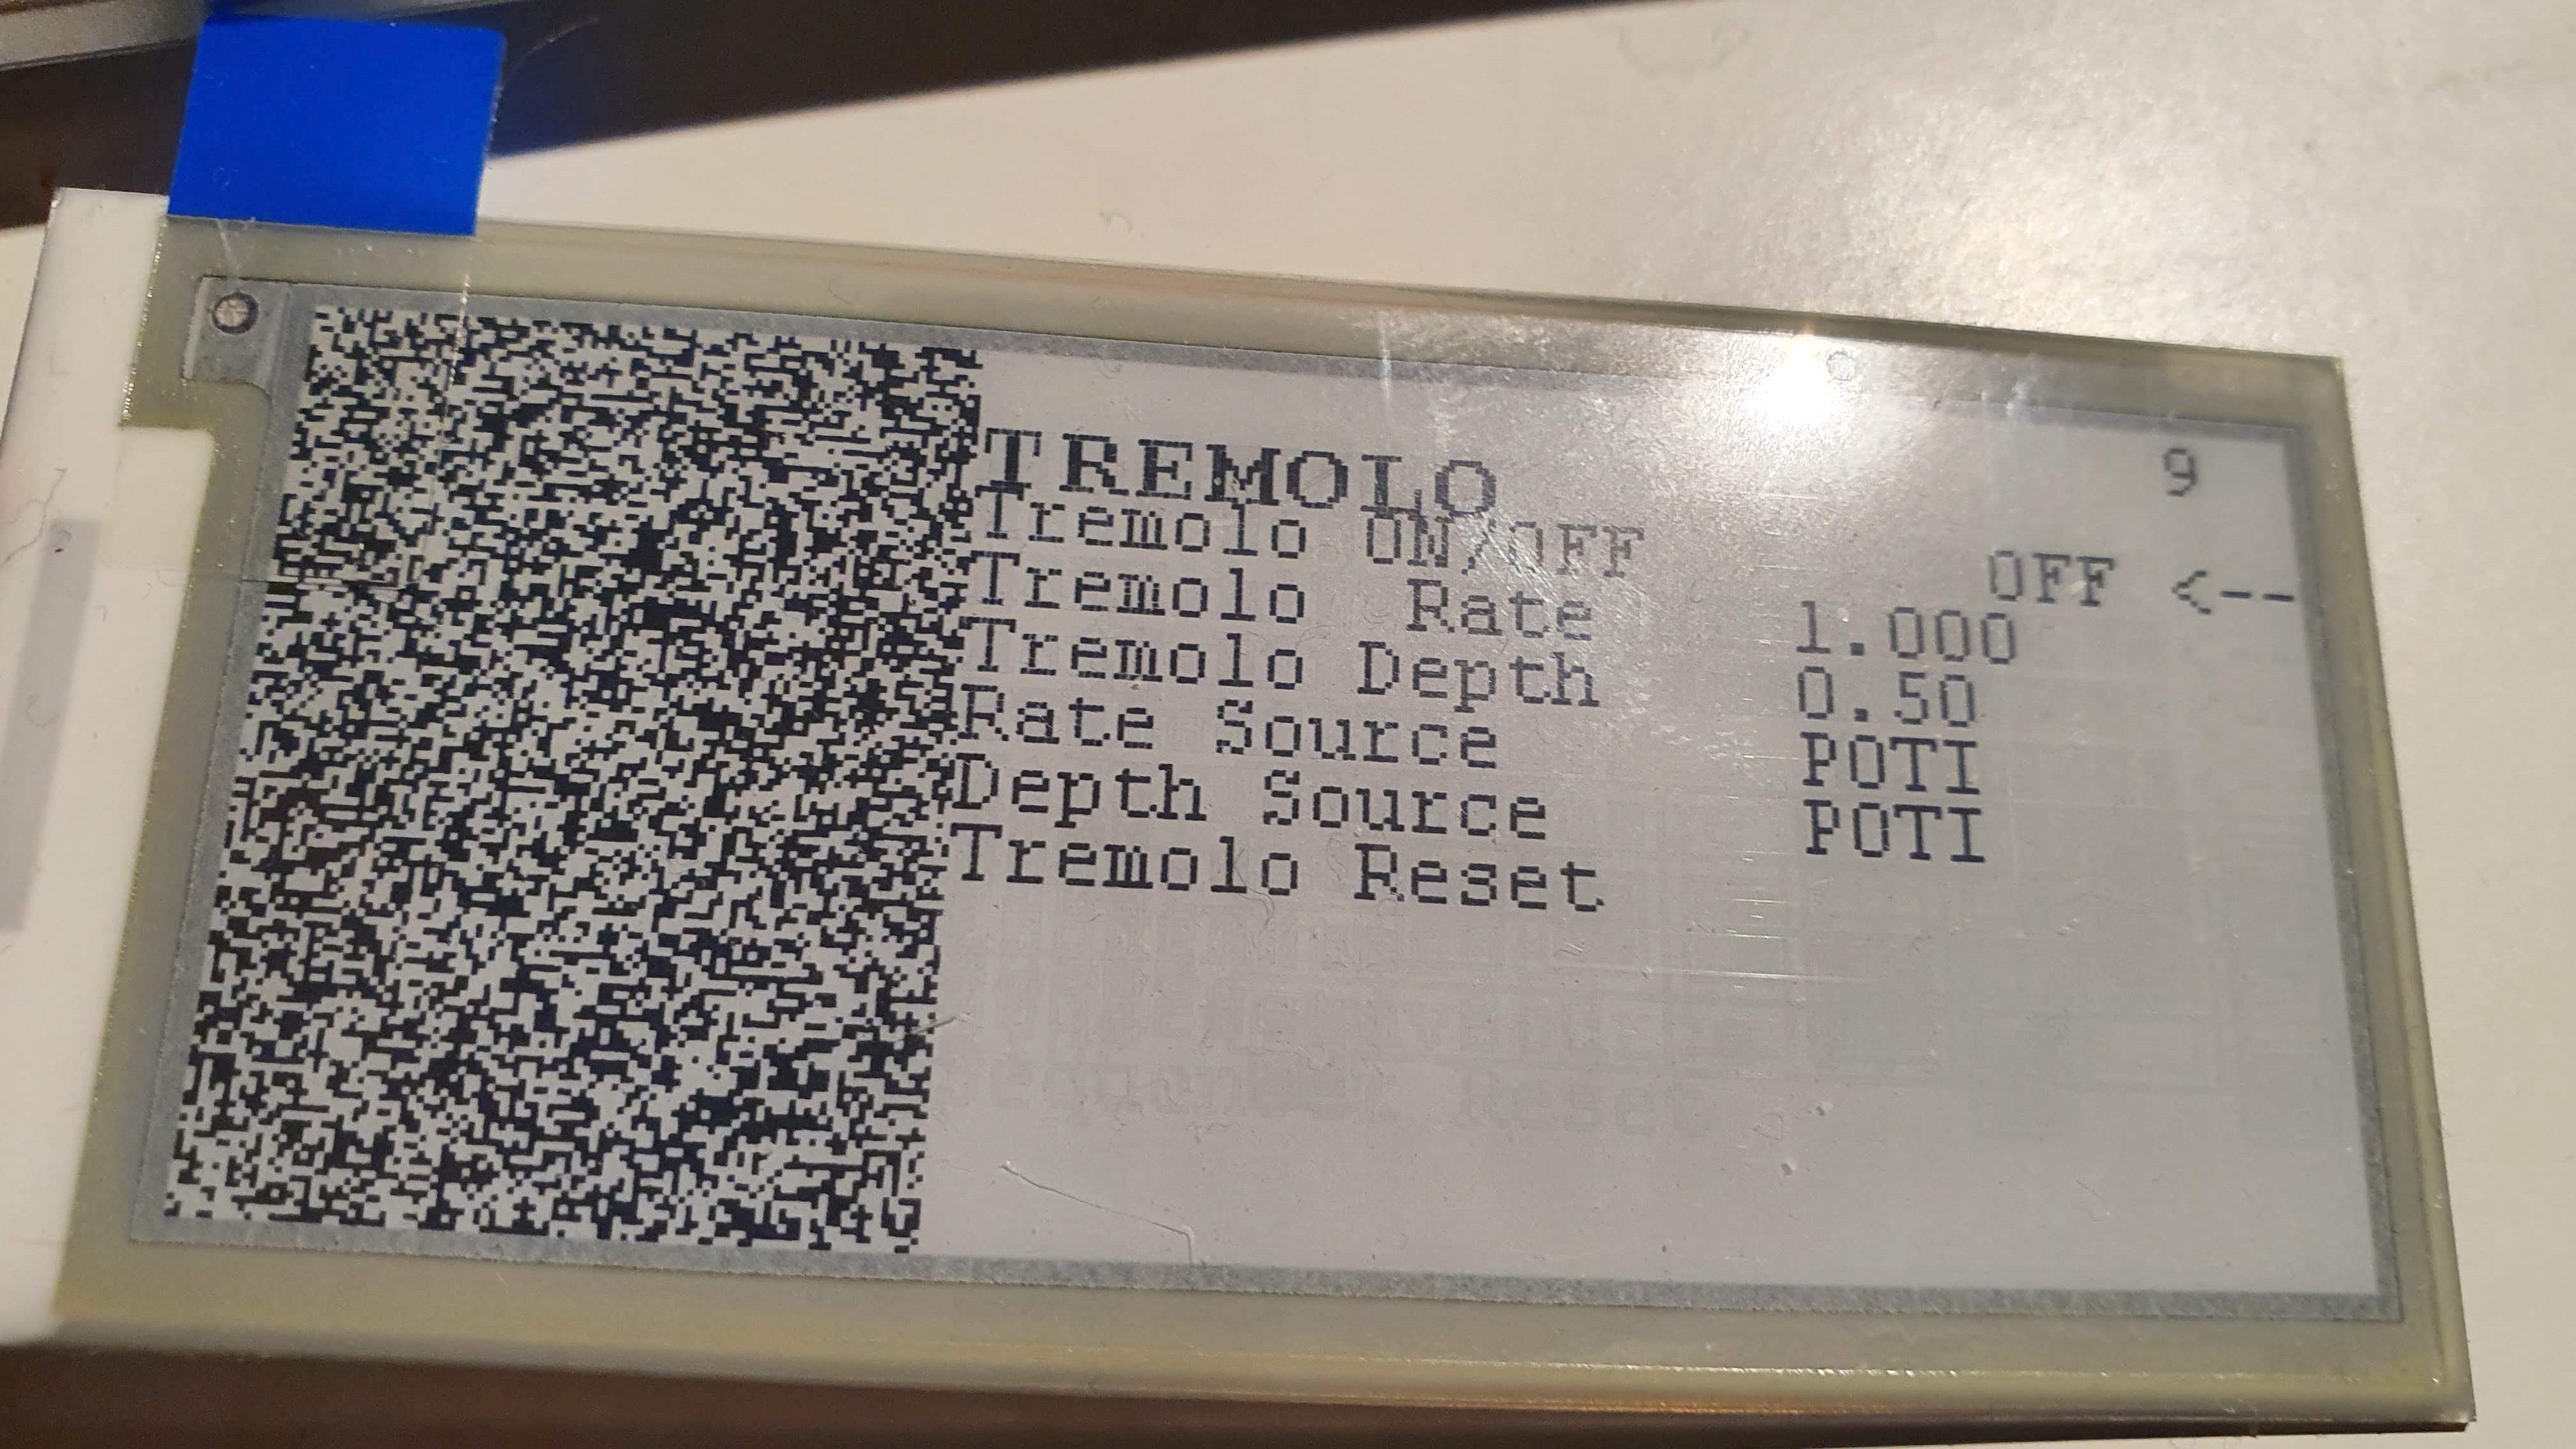 TREMOLO 9
Tremolo ON/OFF OFF <--
Tremolo Rate 1.000
Tremolo Depth 0.50
Rate Source POTI
Depth Source POTI
Tremolo Reset
Reset